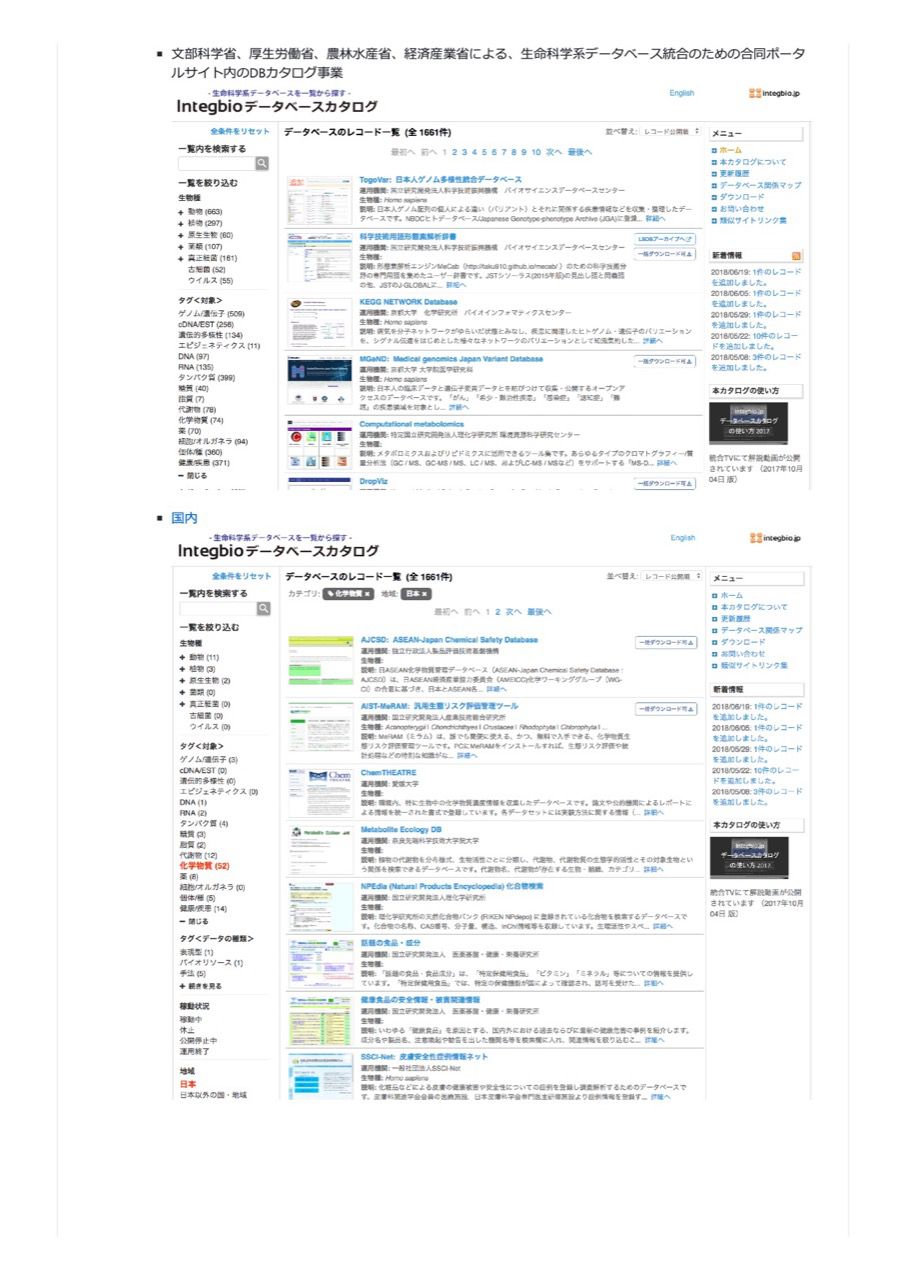 ▪ 文部科学省、厚生労働省、農林水産省、経済産業省による、生命科学系データベース統合のための合同ポータ
ルサイト内のDBカタログ事業
- 生命科学系データベースを一覧から探す -
Integbioデータベースカタログ
English
integbio.jp
全条件をリセット
一覧内を検索する
一覧を絞り込む
生物種
+ 動物 (663)
+ 植物 (297)
+ 原生生物 (60)
+ 菌類 (107)
+ 真正細菌 (161)
古細菌 (52)
ウイルス (55)
タグ<対象>
ゲノム/遺伝子 (509)
cDNA/EST (256)
遺伝的多様性 (134)
エピジェネティクス (11)
DNA (97)
RNA (135)
タンパク質 (399)
糖質 (40)
脂質 (7)
代謝物 (78)
化学物質 (74)
薬 (70)
細胞/オルガネラ (94)
個体/種 (360)
健康/疾患 (371)
ー 閉じる
データベースのレコード一覧 (全 1661件)
並べ替え: レコード公開順
最初へ 前へ 1 2 3 4 5 6 7 8 9 10 次へ 最後へ
TogoVar: 日本人ゲノム多様性統合データベース
運用機関: 国立研究開発法人科学技術振興機構 バイオサイエンスデータベースセンター
生物種: Homo sapiens
説明: 日本人ゲノム配列の個人による違い（バリアント）とそれに関係する疾患情報などを収集・整理したデー
タベースです。NBDCとトデータベースJapanese Genotype-phenotype Archive (JGA)に登録... 詳細へ
科学技術用語形態素解析辞書
LSDBアーカイブへ
運用機関: 国立研究開発法人科学技術振興機構 バイオサイエンスデータベースセンター
一括ダウンロード可
生物種:
説明: 形態素解析エンジンMeCab（http://taku910.github.io/mecab/ ）のための科学技術分
野の専門用語を集めたユーザー辞書です。JSTシソーラス(2015年版)の見出し語と同義語
の他、JSTのJ-GLOBALに... 詳細へ
KEGG NETWORK Database
運用機関: 京都大学 化学研究所 バイオインフォマティクスセンター
生物種: Homo sapiens
説明: 病気を分子ネットワークがゆらいだ状態とみなし、疾患に関連したヒトゲノム・遺伝子のバリエーション
を、シグナル伝達をはじめとした様々なネットワークのバリエーションとして知識集約した... 詳細へ
MGeND: Medical genomics Japan Variant Database
一括ダウンロード可
運用機関: 京都大学 大学院医学研究科
生物種: Homo sapiens
説明: 日本人の臨床データと遺伝子変異データとを紐づけて収集・公開するオープンア
クセスのデータベースです。「がん」「希少・難治性疾患」「感染症」「認知症」「難
聴」の疾患領域を対象とし... 詳細へ
Computational metabolomics
運用機関: 特定国立研究開発法人理化学研究所 環境資源科学研究センター
生物種:
説明: メタボロミクスおよびリピドミクスに活用できるツール集です。あらゆるタイプのクロマトグラフィー/質
量分析法（GC / MS、GC-MS / MS、LC / MS、およびLC-MS / MSなど）をサポートする「MS-D... 詳細へ
DropViz
一括ダウンロード可
メニュー
ホーム
本カタログについて
更新履歴
データベース関係マップ
ダウンロード
お問い合わせ
類似サイトリンク集
新着情報
2018/06/19: 1件のレコード
を追加しました。
2018/06/05: 1件のレコード
を追加しました。
2018/05/29: 1件のレコード
を追加しました。
2018/05/22: 10件のレコー
ドを追加しました。
2018/05/08: 3件のレコード
を追加しました。
本カタログの使い方
Integbio.jp
データベースカタログ
の使い方 2017
統合TVにて解説動画が公開
されています （2017年10月
04日 版）
▪ 国内
- 生命科学系データベースを一覧から探す -
Integbioデータベースカタログ
English
integbio.jp
全条件をリセット
一覧内を検索する
一覧を絞り込む
生物種
+ 動物 (11)
+ 植物 (3)
+ 原生生物 (2)
+ 菌類 (0)
+ 真正細菌 (0)
古細菌 (0)
ウイルス (0)
タグ<対象>
ゲノム/遺伝子 (3)
cDNA/EST (0)
遺伝的多様性 (0)
エピジェネティクス (0)
DNA (1)
RNA (2)
タンパク質 (4)
糖質 (3)
脂質 (2)
代謝物 (12)
化学物質 (52)
薬 (8)
細胞/オルガネラ (0)
個体/種 (5)
健康/疾患 (14)
ー 閉じる
タグ<データの種類>
表現型 (1)
バイオリソース (1)
手法 (5)
+ 続きを見る
稼動状況
稼動中
休止
公開停止中
運用終了
地域
日本
日本以外の国・地域
データベースのレコード一覧 (全 1661件)
並べ替え: レコード公開順
カテゴリ: 化学物質 × 地域: 日本 ×
最初へ 前へ 1 2 次へ 最後へ
AJCSD: ASEAN-Japan Chemical Safety Database
一括ダウンロード可
運用機関: 独立行政法人製品評価技術基盤機構
生物種:
説明: 日ASEAN化学物質管理データベース（ASEAN-Japan Chemical Safety Database :
AJCSD）は、日ASEAN経済産業協力委員会（AMEICC)化学ワーキンググループ（WG-
CI）の合意に基づき、日本とASEAN各... 詳細へ
AIST-MeRAM: 汎用生態リスク評価管理ツール
一括ダウンロード可
運用機関: 国立研究開発法人産業技術総合研究所
生物種: Actinopterygii \ Chondrichthyes \ Crustacea \ Rhodophyta \ Chlorophyta \ ...
説明: MeRAM（ミラム）は、誰でも簡便に使える、かつ、無料で入手できる、化学物質生
態リスク評価管理ツールです。PCにMeRAMをインストールすれば、生態リスク評価や統
計処理などの特別な知識がな... 詳細へ
ChemTHEATRE
運用機関: 愛媛大学
生物種:
説明: 環境内、特に生物中の化学物質濃度情報を収集したデータベースです。論文や公的機関によるレポートに
よる情報を統一された書式で登録しています。各データセットには実験方法に関する情報（... 詳細へ
Metabolite Ecology DB
運用機関: 奈良先端科学技術大学院大学
生物種:
説明: 植物の代謝物を分布様式、生物活性ごとに分類し、代謝物、代謝物質の生態学的活性とその対象生物とい
う関係を検索できるデータベースです。代謝物名、代謝物が存在する生物・組織、カテゴリ... 詳細へ
NPEdia (Natural Products Encyclopedia) 化合物検索
運用機関: 国立研究開発法人理化学研究所
生物種:
説明: 理化学研究所の天然化合物バンク (RIKEN NPDepo) に登録されている化合物を検索するデータベースで
す。化合物の名称、CAS番号、分子量、構造、InChI情報等を収録しています。生理活性やスペ... 詳細へ
話題の食品・成分
運用機関: 国立研究開発法人 医薬基盤・健康・栄養研究所
生物種:
説明: 「話題の食品・食品成分」は、「特定保健用食品」「ビタミン」「ミネラル」等についての情報を提供し
ています。「特定保健用食品」では、特定の保健機能が国によって確認され、認可を受けた... 詳細へ
健康食品の安全情報・被害関連情報
運用機関: 国立研究開発法人 医薬基盤・健康・栄養研究所
生物種:
説明: いわゆる「健康食品」を原因とする、国内外における過去ならびに最新の健康危害の事例を紹介します。
成分名や製品名、注意喚起や勧告を出した機関名等を検索欄に入れ、関連情報を絞り込むこ... 詳細へ
SSCI-Net: 皮膚安全性症例情報ネット
運用機関: 一般社団法人SSCI-Net
生物種: Homo sapiens
説明: 化粧品などによる皮膚の健康被害や安全性についての症例を登録し調査解析するためのデータベースで
す。皮膚科関連学会会員の医療施設、日本皮膚科学会専門医主研修施設より症例情報を登録す... 詳細へ
メニュー
ホーム
本カタログについて
更新履歴
データベース関係マップ
ダウンロード
お問い合わせ
類似サイトリンク集
新着情報
2018/06/19: 1件のレコード
を追加しました。
2018/06/05: 1件のレコード
を追加しました。
2018/05/29: 1件のレコード
を追加しました。
2018/05/22: 10件のレコー
ドを追加しました。
2018/05/08: 3件のレコード
を追加しました。
本カタログの使い方
Integbio.jp
データベースカタログ
の使い方 2017
統合TVにて解説動画が公開
されています （2017年10月
04日 版）